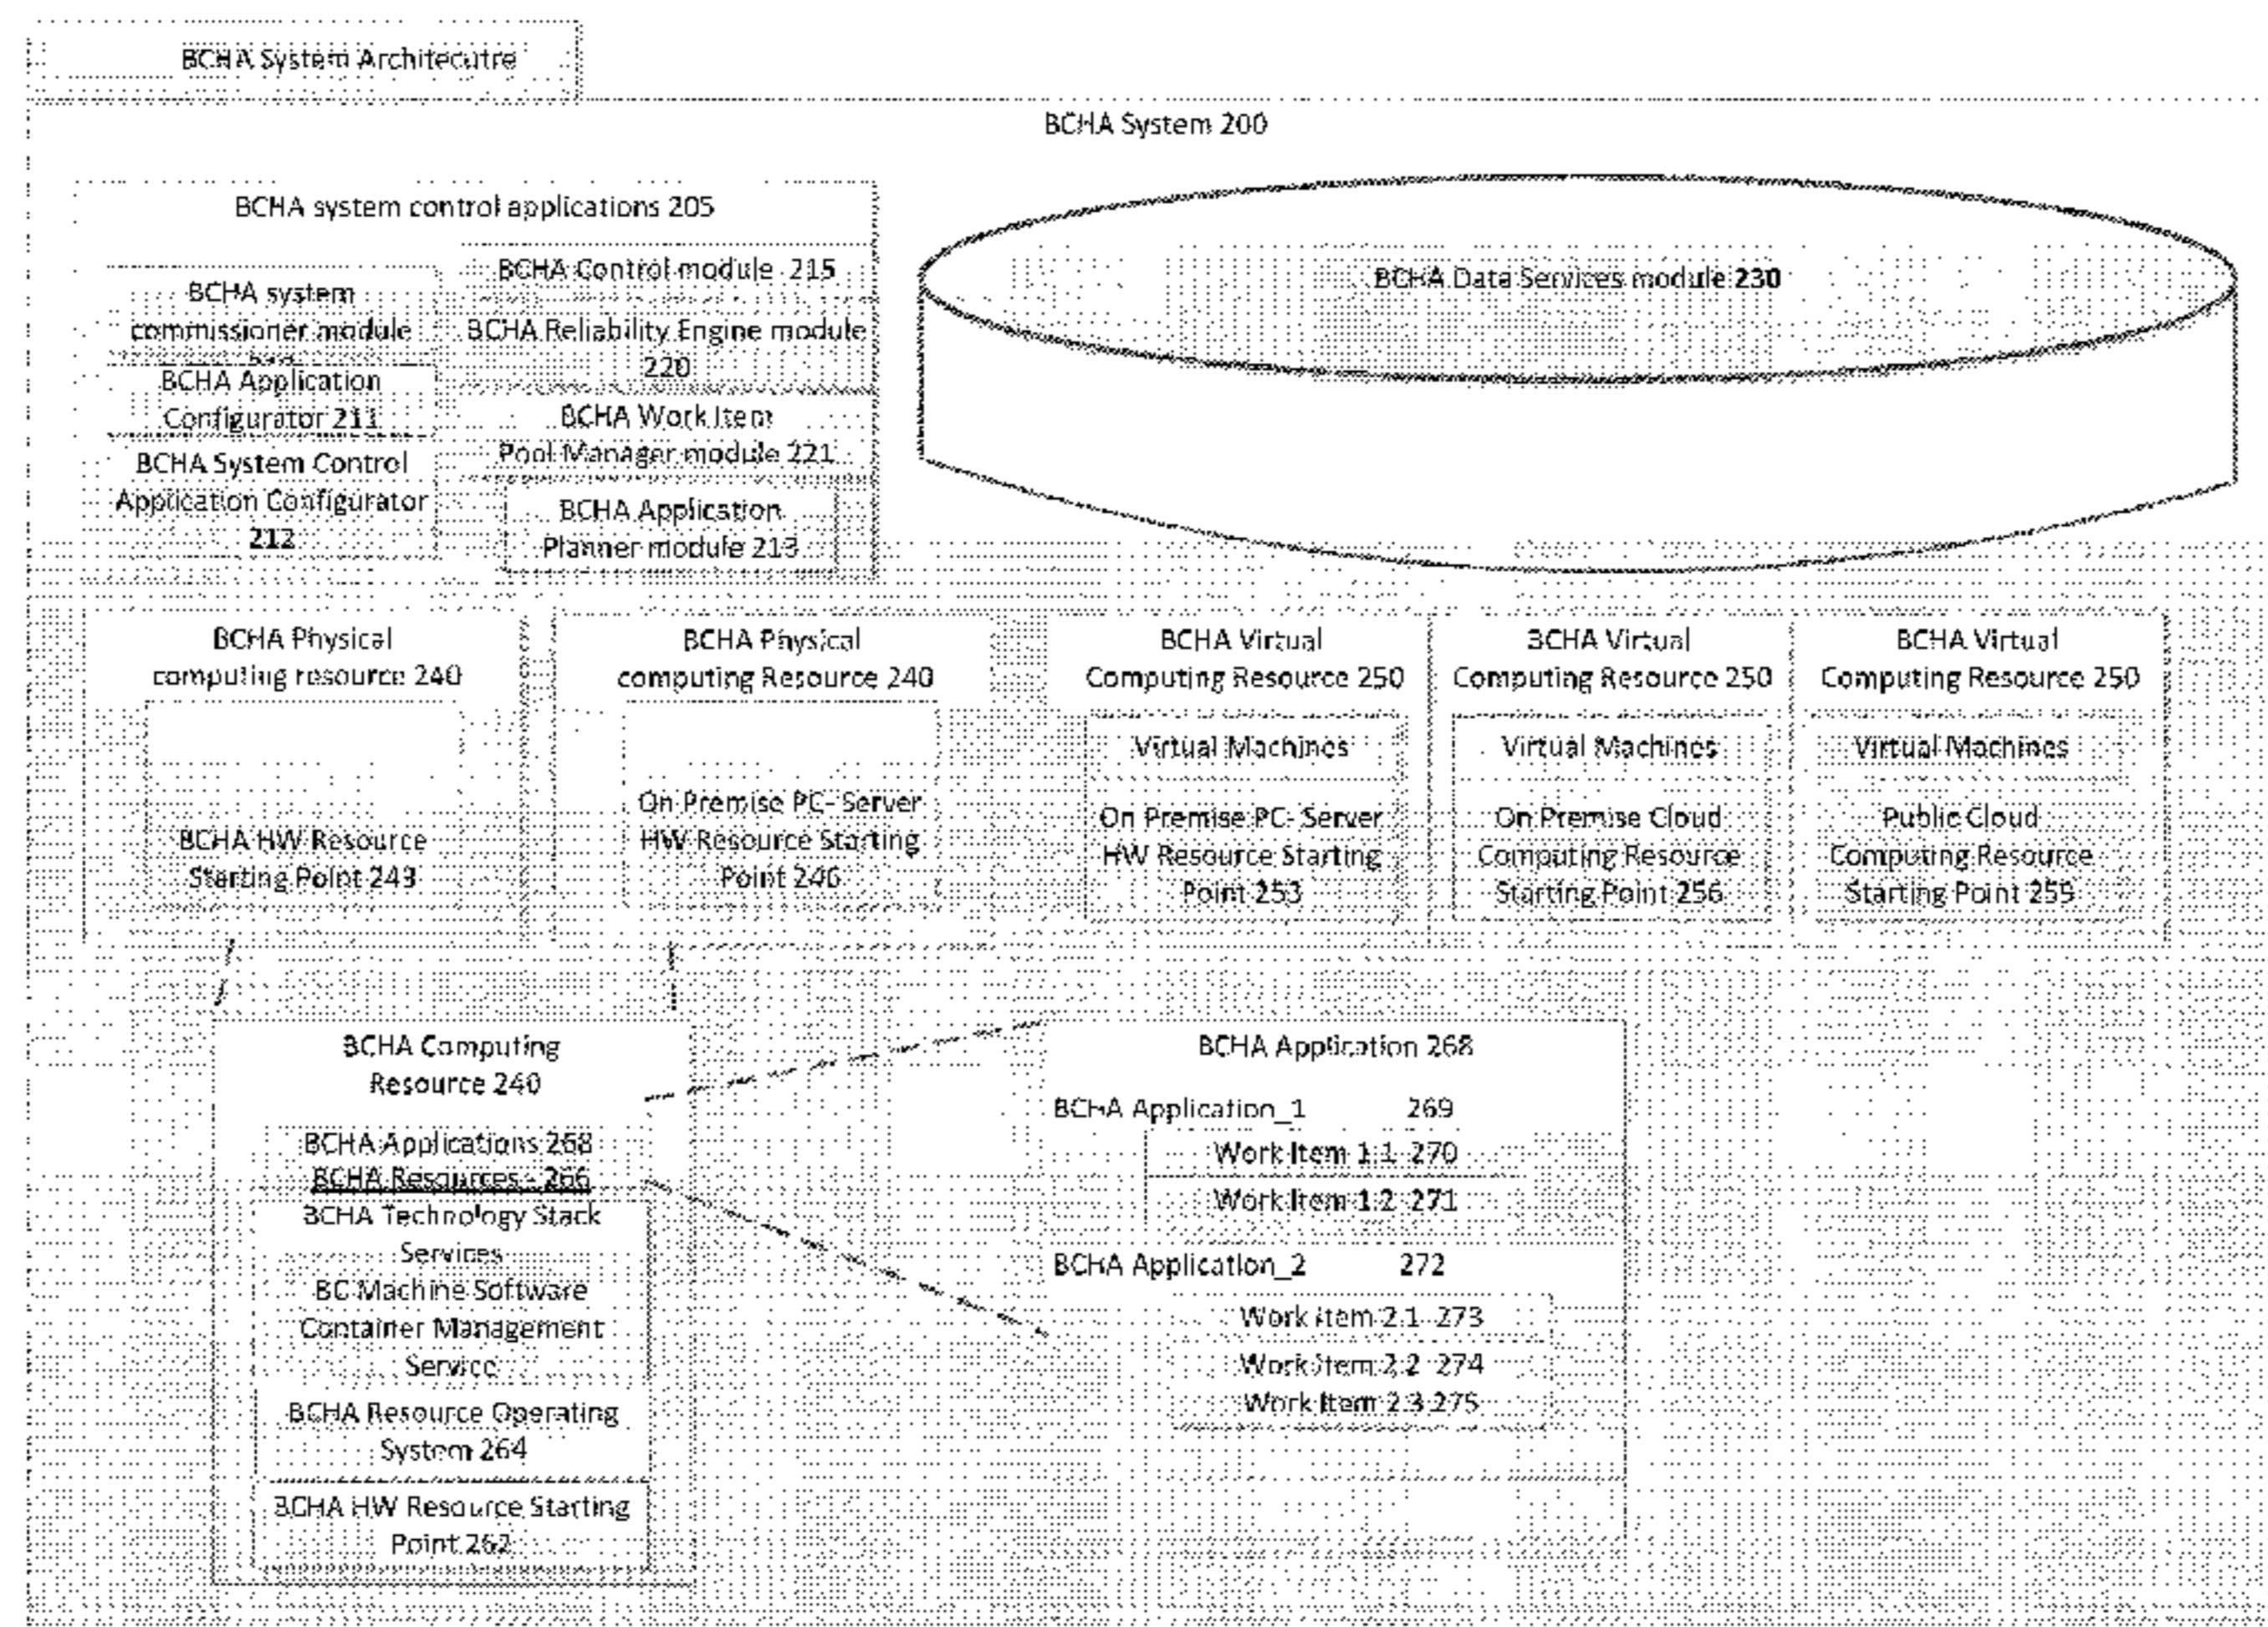 BCHA System Architecutre
BCHA System 200
BCHA system control applications 205
BCHA system
commissioner module
BCHA Application
Configurator 211
BCHA System Control
Application Configurator
212
BCHA Control module 215
BCHA Reliability Engine module
220
BCHA Work Item
Pool Manager module 221
BCHA Application
Planner module 213
BCHA Data Services module 230
BCHA Physical
computing resource 240
BCHA HW Resource
Starting Point 243
BCHA Physical
computing Resource 240
On Premise PC- Server
HW Resource Starting
Point 246
BCHA Virtual
Computing Resource 250
Virtual Machines
On Premise PC- Server
HW Resource Starting
Point 253
BCHA Virtual
Computing Resource 250
Virtual Machines
On Premise Cloud
Computing Resource
Starting Point 256
BCHA Virtual
Computing Resource 250
Virtual Machines
Public Cloud
Computing Resource
Starting Point 259
BCHA Computing
Resource 240
BCHA Applications 268
BCHA Resources - 266
BCHA Technology Stack
Services
BC Machine Software
Container Management
Service
BCHA Resource Operating
System 264
BCHA HW Resource Starting
Point 262
BCHA Application 268
BCHA Application_1 269
Work Item 1.1 270
Work Item 1.2 271
BCHA Application_2 272
Work Item 2.1 273
Work Item 2.2 274
Work Item 2.3 275